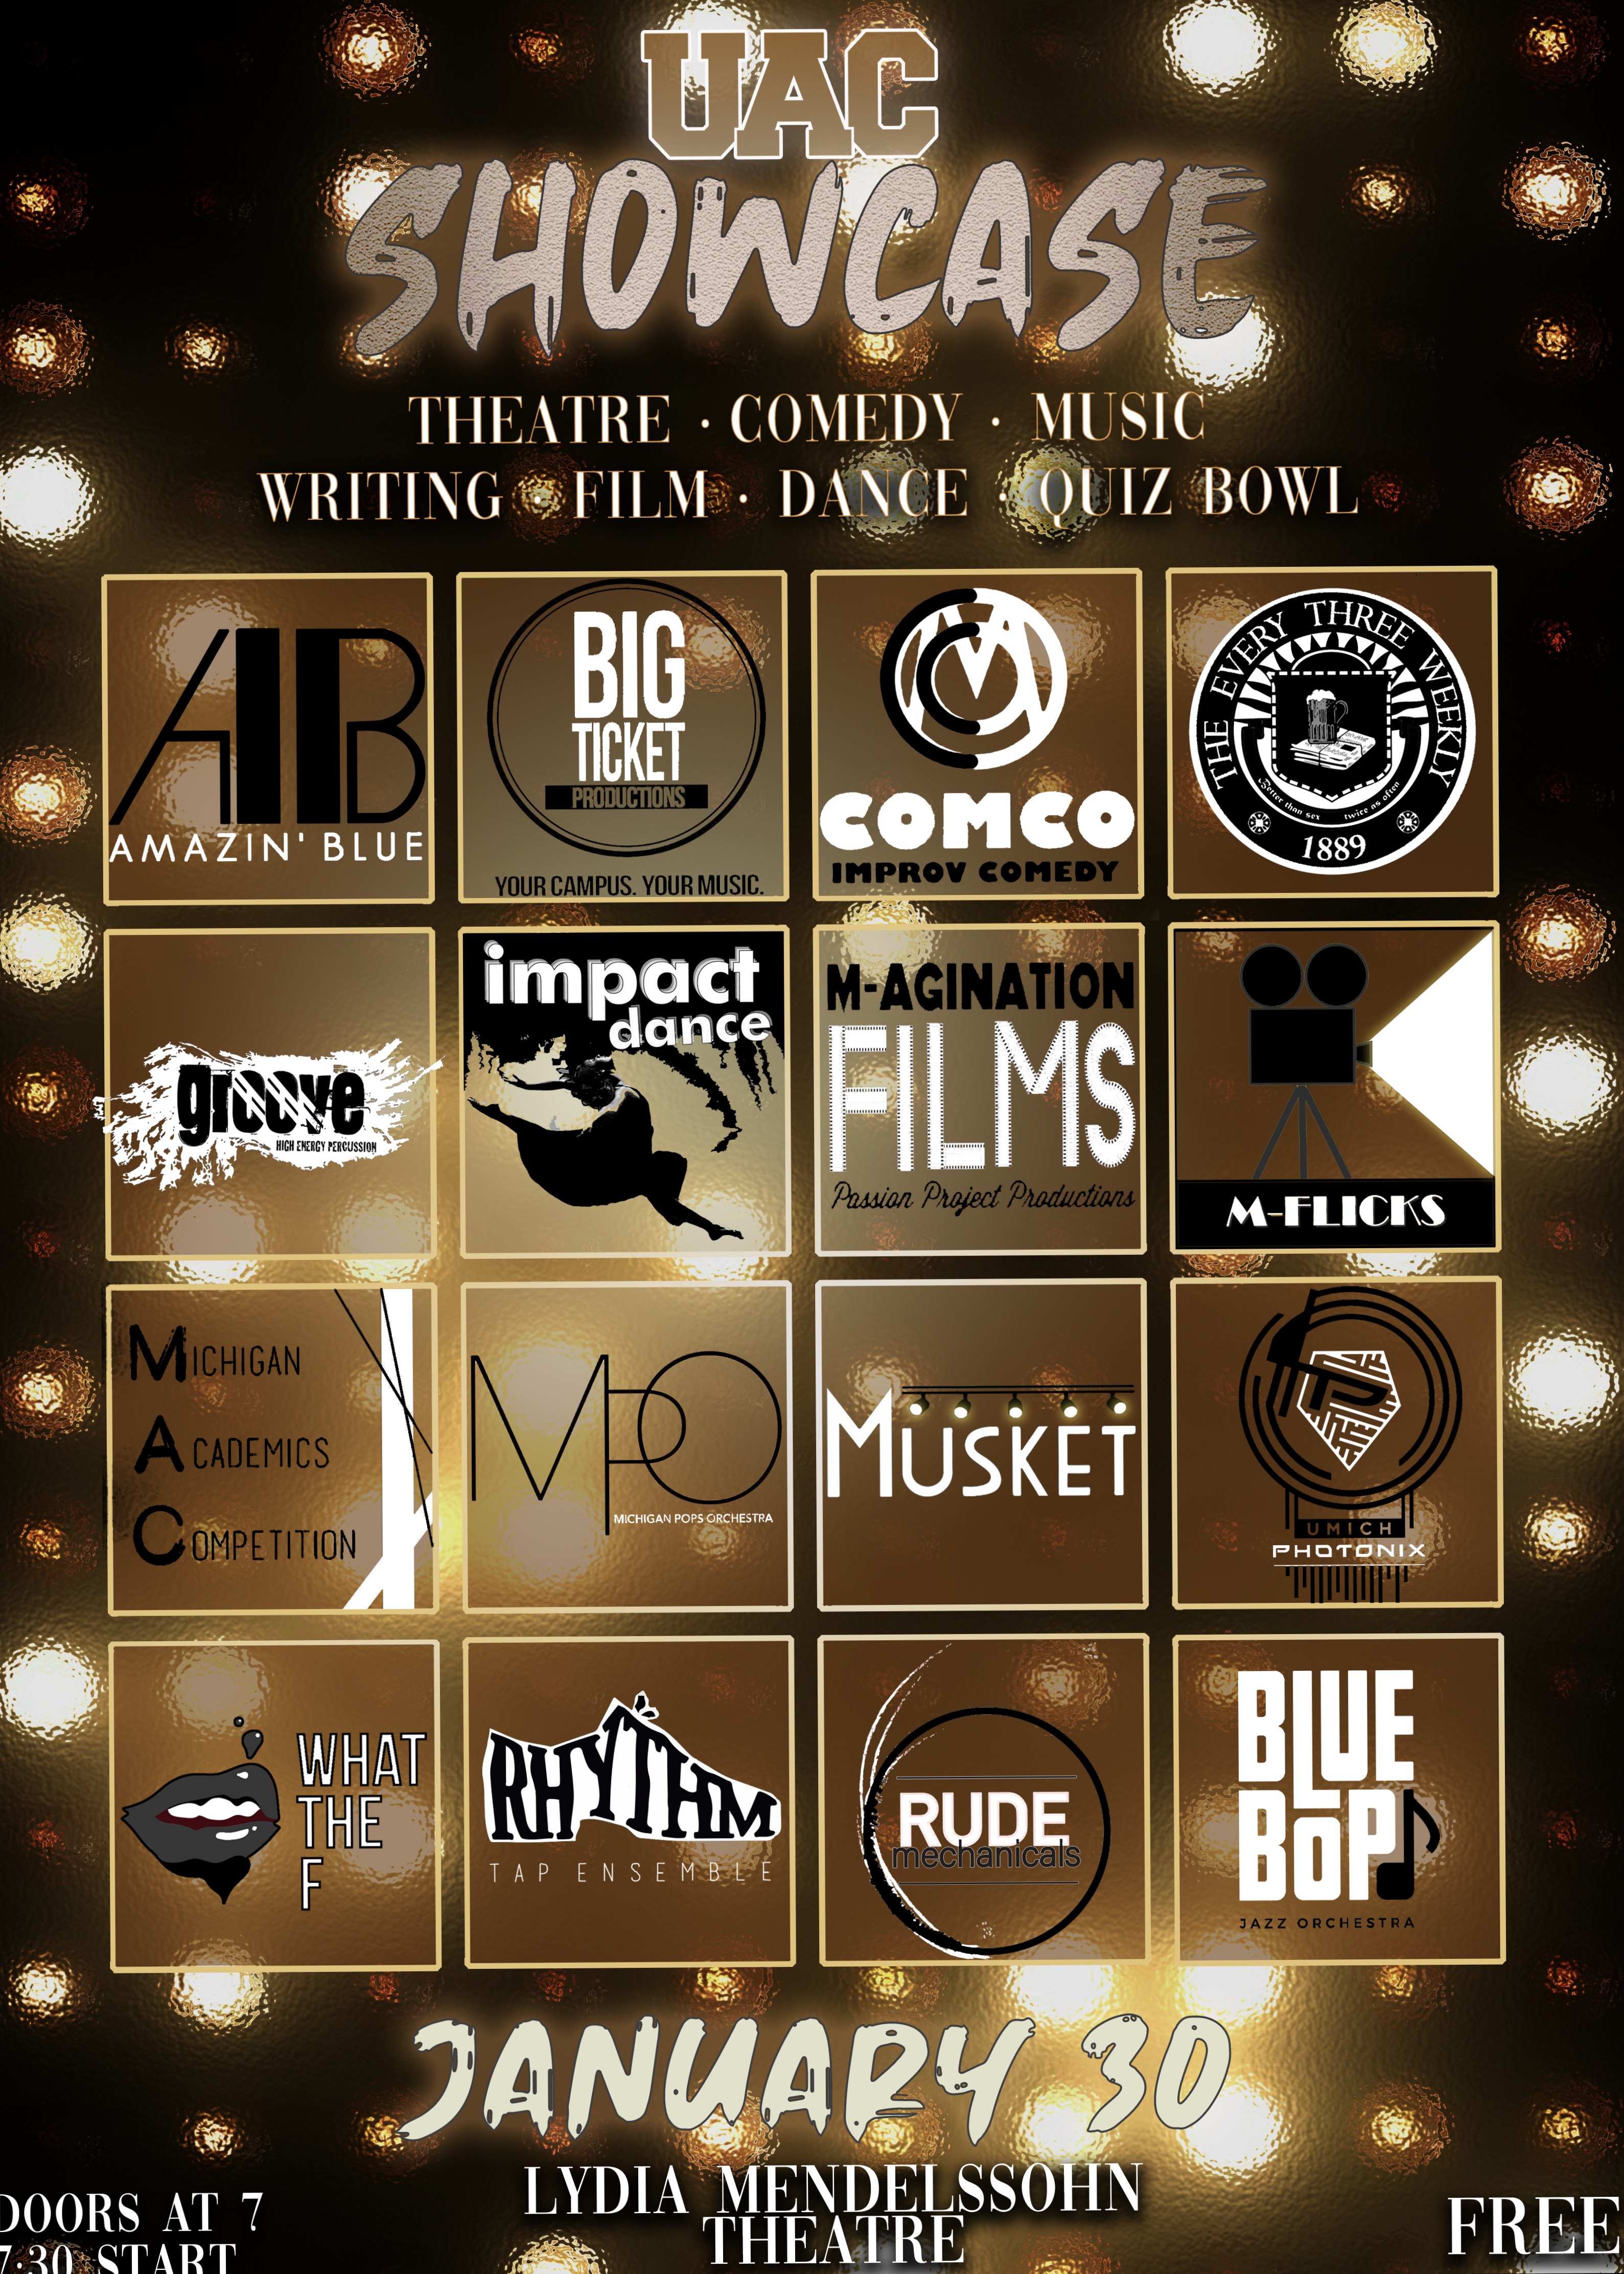 UAC
SHOWCASE
THEATRE · COMEDY · MUSIC
WRITING · FILM · DANCE · QUIZ BOWL
AB
AMAZIN' BLUE
BIG
TICKET
PRODUCTIONS
YOUR CAMPUS. YOUR MUSIC.
COMCO
IMPROV COMEDY
THE EVERY THREE WEEKLY
Better than sex twice as often
1889
groove
HIGH ENERGY PERCUSSION
impact
dance
M-AGINATION
FILMS
Passion Project Productions
M-FLICKS
MICHIGAN
ACADEMICS
COMPETITION
MPO
MICHIGAN POPS ORCHESTRA
MUSKET
UMICH
PHOTONIX
WHAT
THE
F
RHYTHM
TAP ENSEMBLE
RUDE
mechanicals
BLUE
BOP
JAZZ ORCHESTRA
JANUARY 30
LYDIA MENDELSSOHN
THEATRE
DOORS AT 7
7:30 START
FREE